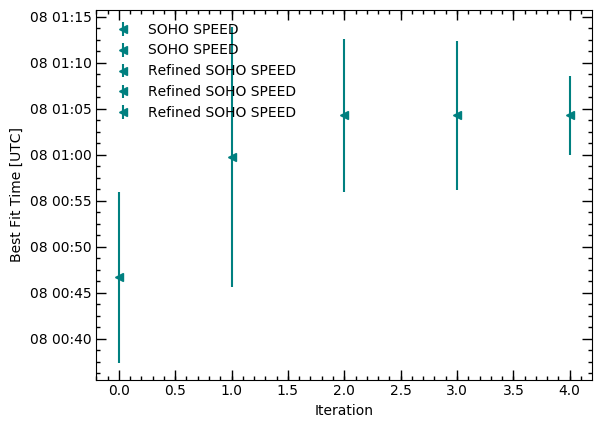 08 01:15
08 01:10
08 01:05
08 01:00
08 00:55
08 00:50
08 00:45
08 00:40
Best Fit Time [UTC]
SOHO SPEED
SOHO SPEED
Refined SOHO SPEED
Refined SOHO SPEED
Refined SOHO SPEED
0.0 0.5 1.0 1.5 2.0 2.5 3.0 3.5 4.0
Iteration